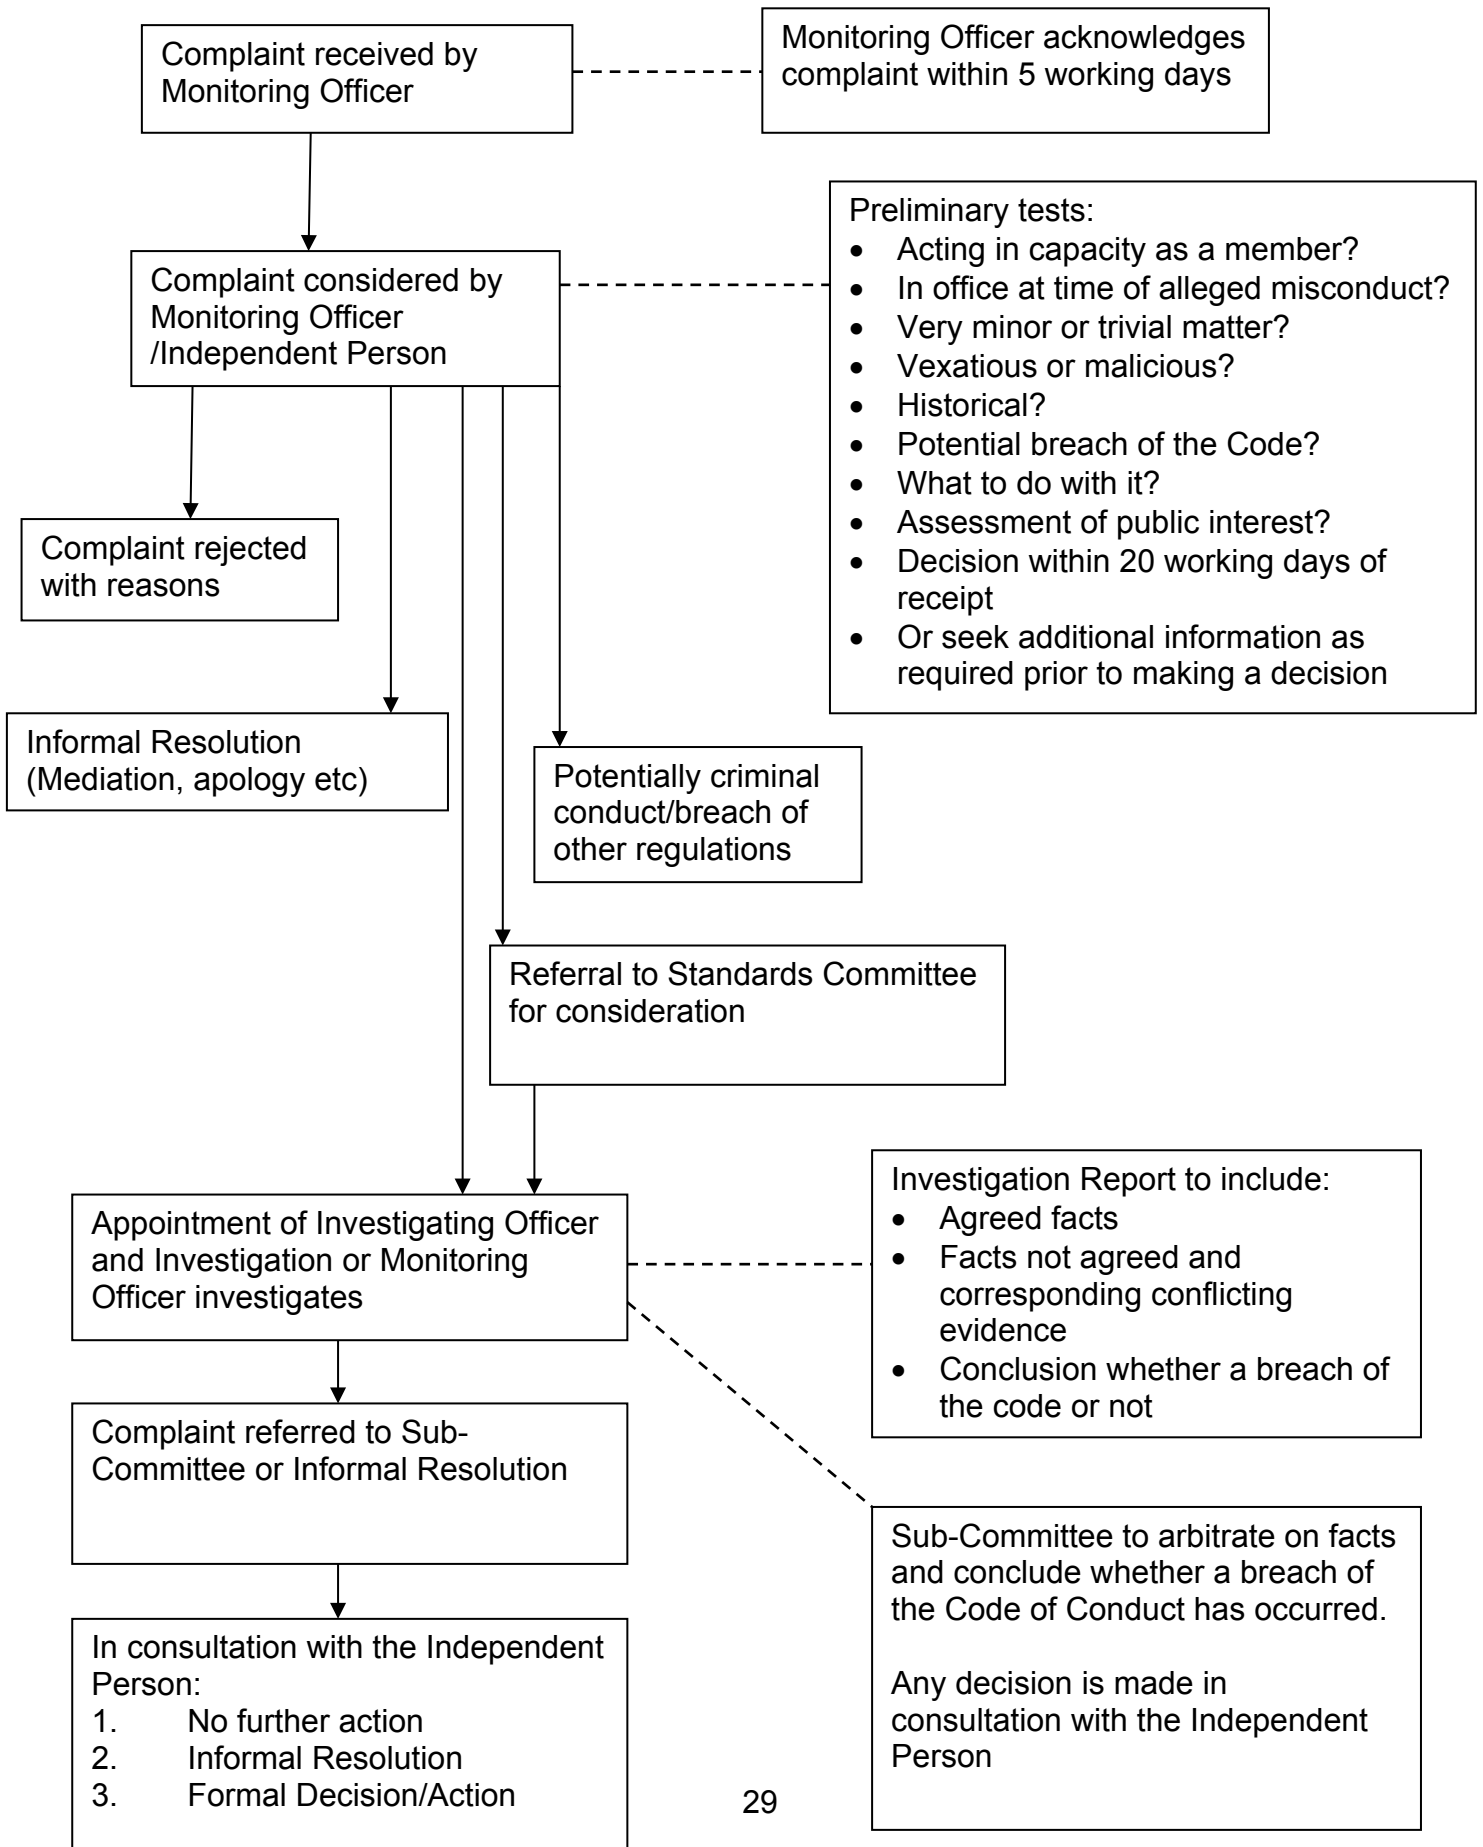 Complaint received by
Monitoring Officer
Monitoring Officer acknowledges
complaint within 5 working days
Complaint considered by
Monitoring Officer
/Independent Person
Preliminary tests:
• Acting in capacity as a member?
• In office at time of alleged misconduct?
• Very minor or trivial matter?
• Vexatious or malicious?
• Historical?
• Potential breach of the Code?
• What to do with it?
• Assessment of public interest?
• Decision within 20 working days of
receipt
• Or seek additional information as
required prior to making a decision
Complaint rejected
with reasons
Informal Resolution
(Mediation, apology etc)
Potentially criminal
conduct/breach of
other regulations
Referral to Standards Committee
for consideration
Appointment of Investigating Officer
and Investigation or Monitoring
Officer investigates
Investigation Report to include:
• Agreed facts
• Facts not agreed and
corresponding conflicting
evidence
• Conclusion whether a breach of
the code or not
Complaint referred to Sub-
Committee or Informal Resolution
Sub-Committee to arbitrate on facts
and conclude whether a breach of
the Code of Conduct has occurred.
Any decision is made in
consultation with the Independent
Person
In consultation with the Independent
Person:
1. No further action
2. Informal Resolution
3. Formal Decision/Action
29